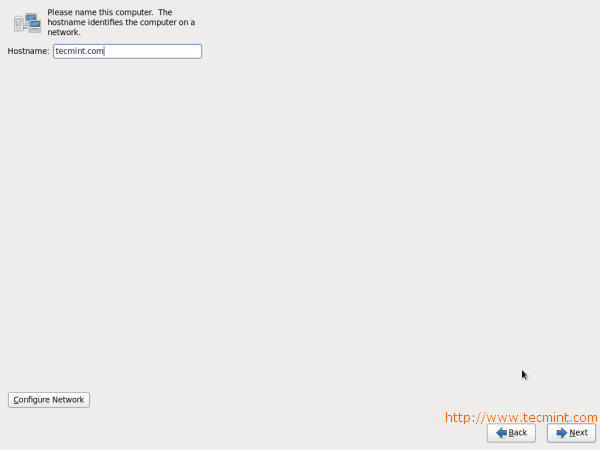 Please name this computer.  The
hostname identifies the computer on a
network.
Hostname: tecmint.com
Configure Network
http://www.tecmint.com
Back Next